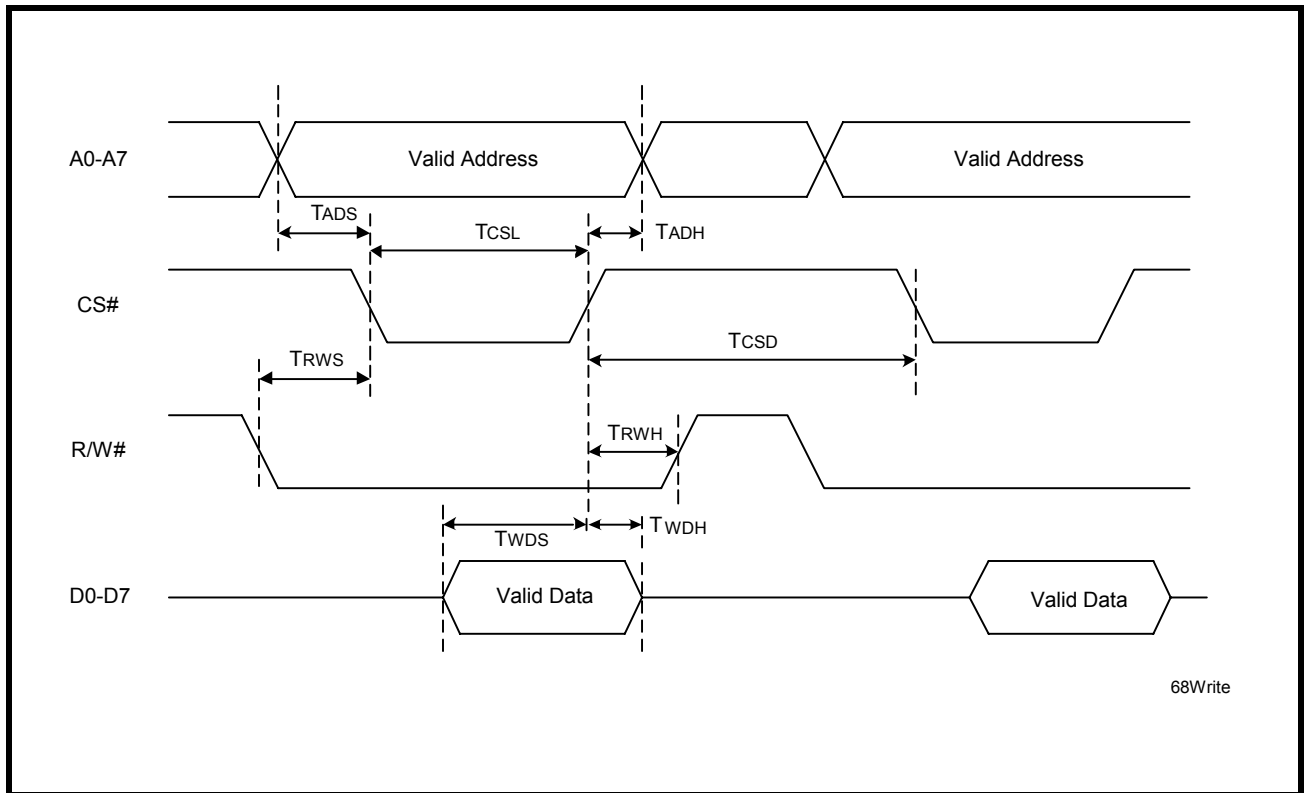 A0-A7
Valid Address
Valid Address
TADS
TCSL
TADH
CS#
TCSD
TRWS
R/W#
TRWH
TWDS
TWDH
D0-D7
Valid Data
Valid Data
68Write